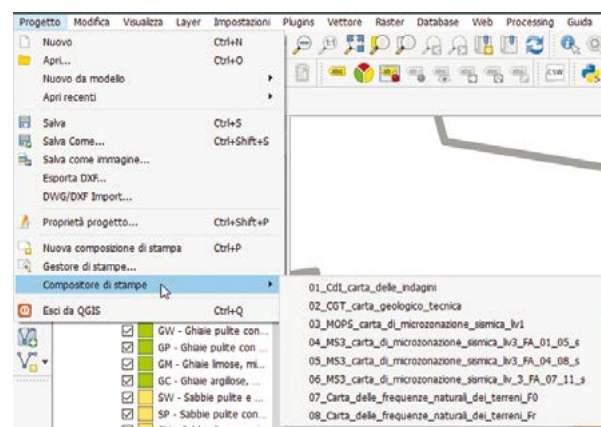 Progetto Modifica Visualizza Layer Impostazioni Plugins Vettore Raster Database Web Processing Guida
Nuovo Ctrl+N
Apri... Ctrl+O
Nuovo da modello
Apri recenti
Salva Ctrl+S
Salva Come... Ctrl+Shift+S
Salva come immagine...
Esporta DXF...
DWG/DXF Import...
Proprietà progetto... Ctrl+Shift+P
Nuova composizione di stampa Ctrl+P
Gestore di stampe...
Compositore di stampe
Esci da QGIS Ctrl+Q
01_CdI_carta_delle_indagini
02_CGT_carta_geologico_tecnica
03_MOPS_carta_di_microzonazione_sismica_liv1
04_MS3_carta_di_microzonazione_sismica_liv3_FA_01_05_s
05_MS3_carta_di_microzonazione_sismica_liv3_FA_04_08_s
06_MS3_carta_di_microzonazione_sismica_liv_3_FA_07_11_s
07_Carta_delle_frequenze_naturali_dei_terreni_F0
08_Carta_delle_frequenze_naturali_dei_terreni_Fr
GW - Ghiaie pulite con...
GP - Ghiaie pulite con ...
GM - Ghiaie limose, mi...
GC - Ghiaie argillose, ...
SW - Sabbie pulite e ...
SP - Sabbie pulite con...
CSW